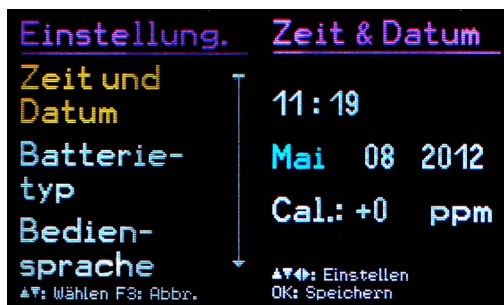 Einstellung.
Zeit und
Datum
Batterie-
typ
Bedien-
sprache
▲▼: Wählen F3: Abbr.
Zeit & Datum
11:19
Mai 08 2012
Cal.: +0 ppm
▲▼◀▶: Einstellen
OK: Speichern